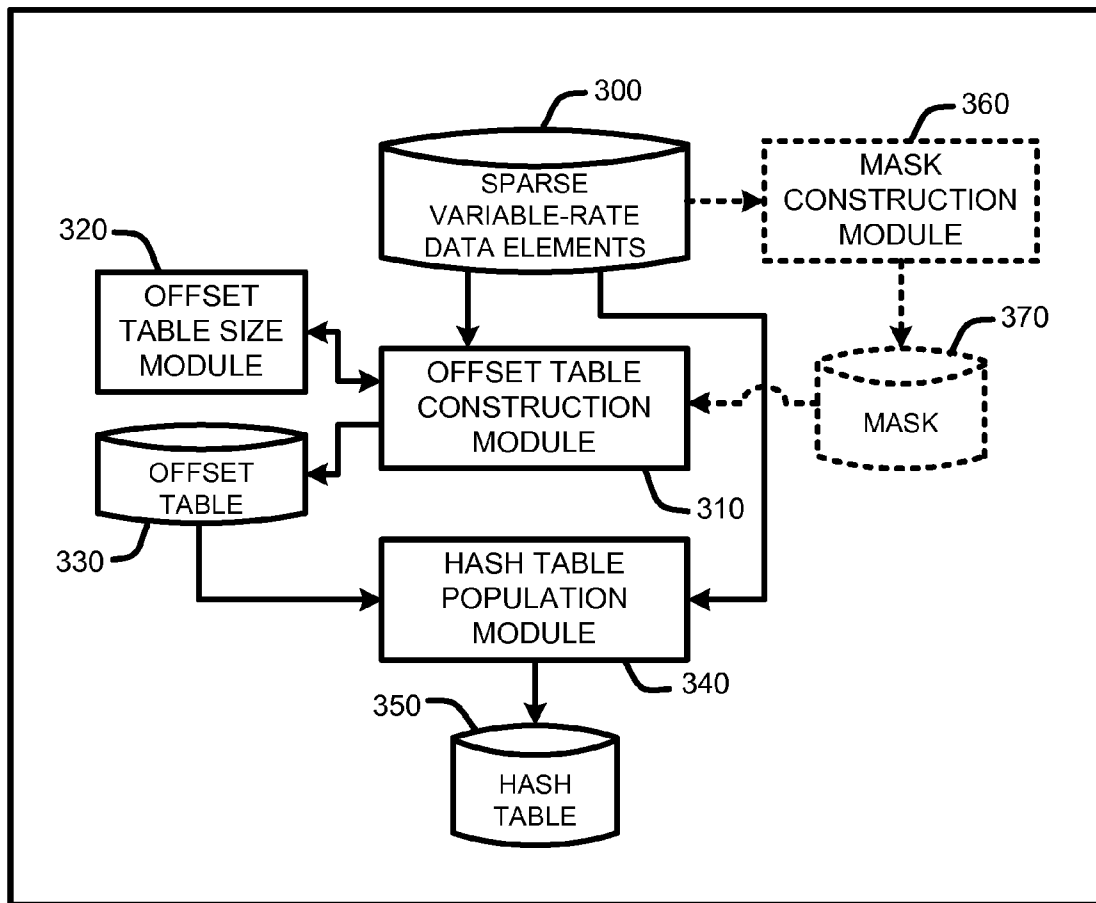 300
SPARSE
VARIABLE-RATE
DATA ELEMENTS
360
MASK
CONSTRUCTION
MODULE
320
OFFSET
TABLE SIZE
MODULE
OFFSET TABLE
CONSTRUCTION
MODULE
370
MASK
OFFSET
TABLE
310
330
HASH TABLE
POPULATION
MODULE
340
350
HASH
TABLE